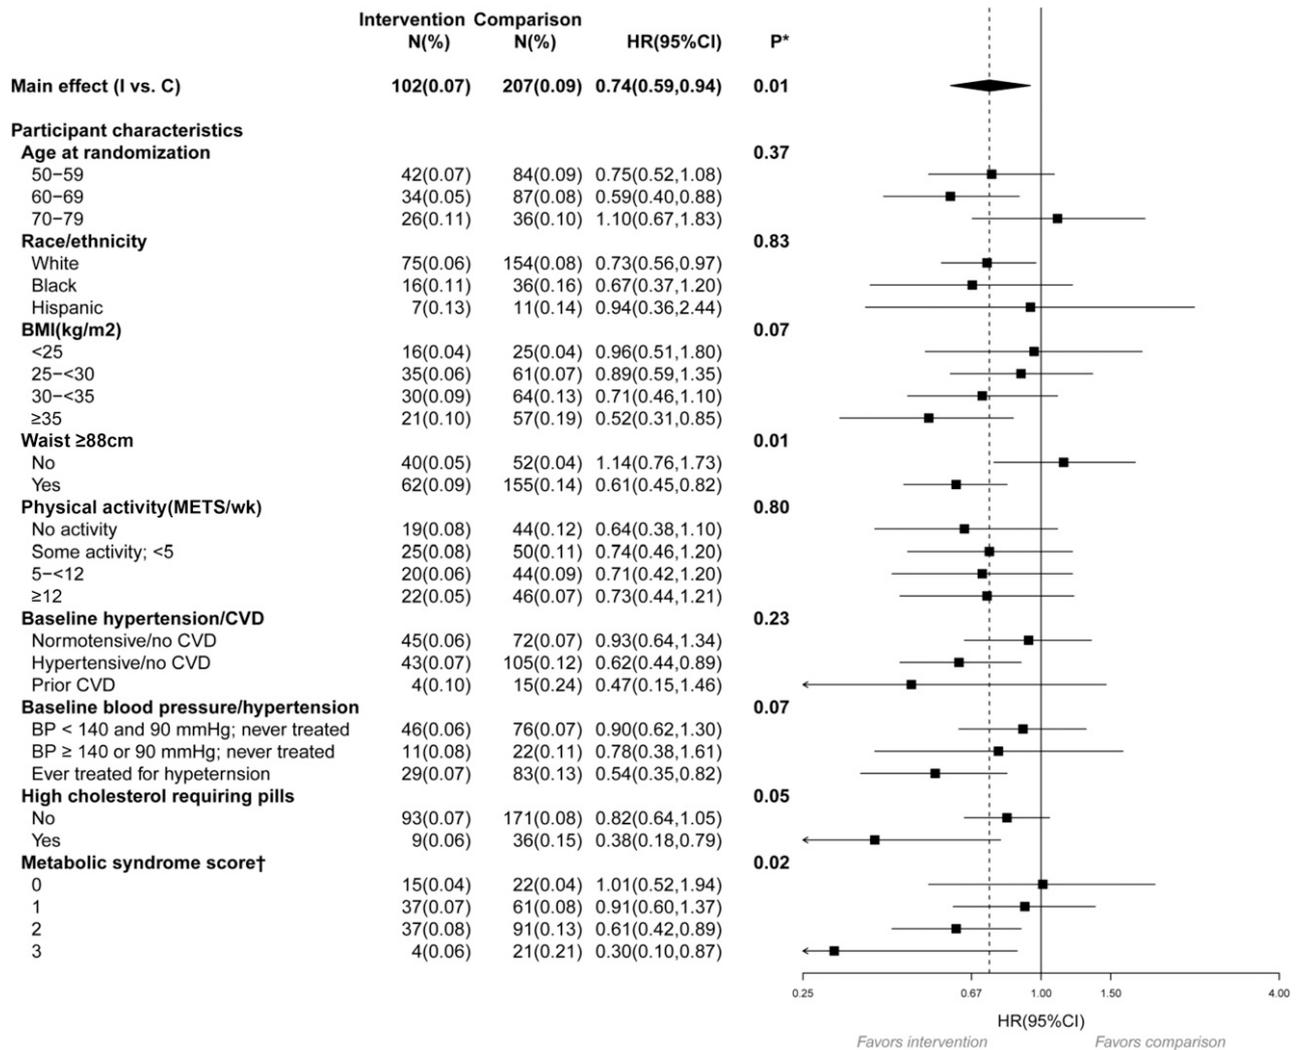 Intervention Comparison
N(%) N(%) HR(95%CI) P*
Main effect (I vs. C) 102(0.07) 207(0.09) 0.74(0.59,0.94) 0.01
Participant characteristics
Age at randomization 0.37
50−59 42(0.07) 84(0.09) 0.75(0.52,1.08)
60−69 34(0.05) 87(0.08) 0.59(0.40,0.88)
70−79 26(0.11) 36(0.10) 1.10(0.67,1.83)
Race/ethnicity 0.83
White 75(0.06) 154(0.08) 0.73(0.56,0.97)
Black 16(0.11) 36(0.16) 0.67(0.37,1.20)
Hispanic 7(0.13) 11(0.14) 0.94(0.36,2.44)
BMI(kg/m2) 0.07
<25 16(0.04) 25(0.04) 0.96(0.51,1.80)
25−<30 35(0.06) 61(0.07) 0.89(0.59,1.35)
30−<35 30(0.09) 64(0.13) 0.71(0.46,1.10)
≥35 21(0.10) 57(0.19) 0.52(0.31,0.85)
Waist ≥88cm 0.01
No 40(0.05) 52(0.04) 1.14(0.76,1.73)
Yes 62(0.09) 155(0.14) 0.61(0.45,0.82)
Physical activity(METS/wk) 0.80
No activity 19(0.08) 44(0.12) 0.64(0.38,1.10)
Some activity; <5 25(0.08) 50(0.11) 0.74(0.46,1.20)
5−<12 20(0.06) 44(0.09) 0.71(0.42,1.20)
≥12 22(0.05) 46(0.07) 0.73(0.44,1.21)
Baseline hypertension/CVD 0.23
Normotensive/no CVD 45(0.06) 72(0.07) 0.93(0.64,1.34)
Hypertensive/no CVD 43(0.07) 105(0.12) 0.62(0.44,0.89)
Prior CVD 4(0.10) 15(0.24) 0.47(0.15,1.46)
Baseline blood pressure/hypertension 0.07
BP < 140 and 90 mmHg; never treated 46(0.06) 76(0.07) 0.90(0.62,1.30)
BP ≥ 140 or 90 mmHg; never treated 11(0.08) 22(0.11) 0.78(0.38,1.61)
Ever treated for hypeternsion 29(0.07) 83(0.13) 0.54(0.35,0.82)
High cholesterol requiring pills 0.05
No 93(0.07) 171(0.08) 0.82(0.64,1.05)
Yes 9(0.06) 36(0.15) 0.38(0.18,0.79)
Metabolic syndrome score† 0.02
0 15(0.04) 22(0.04) 1.01(0.52,1.94)
1 37(0.07) 61(0.08) 0.91(0.60,1.37)
2 37(0.08) 91(0.13) 0.61(0.42,0.89)
3 4(0.06) 21(0.21) 0.30(0.10,0.87)
0.25 0.67 1.00 1.50 4.00
HR(95%CI)
Favors intervention Favors comparison